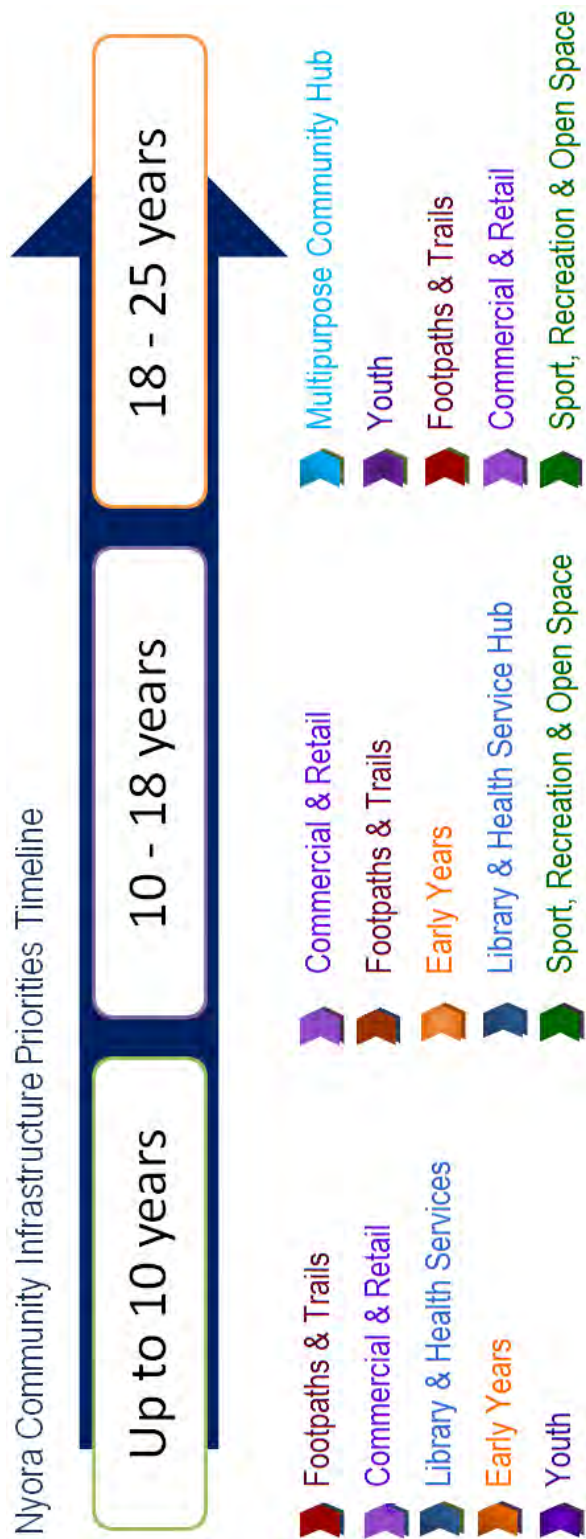 Nyora Community Infrastructure Priorities Timeline
Up to 10 years
10 - 18 years
18 - 25 years
Footpaths & Trails
Commercial & Retail
Library & Health Services
Early Years
Youth
Commercial & Retail
Footpaths & Trails
Early Years
Library & Health Service Hub
Sport, Recreation & Open Space
Multipurpose Community Hub
Youth
Footpaths & Trails
Commercial & Retail
Sport, Recreation & Open Space